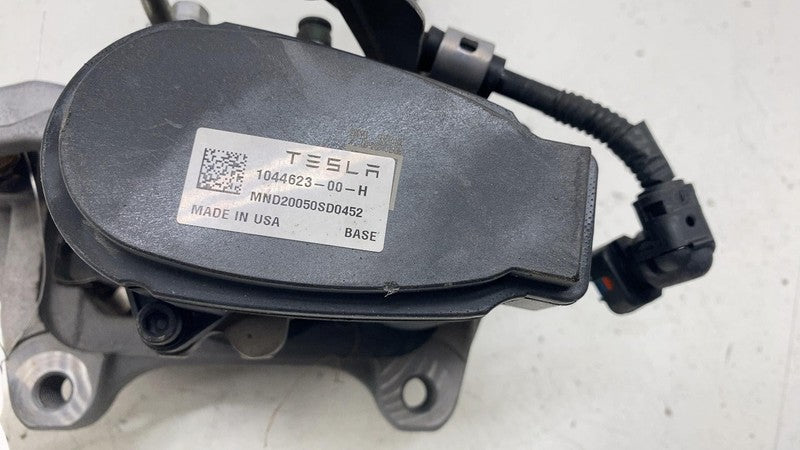 TESLA
1044623-00-H
MND20050SD0452
MADE IN USA BASE